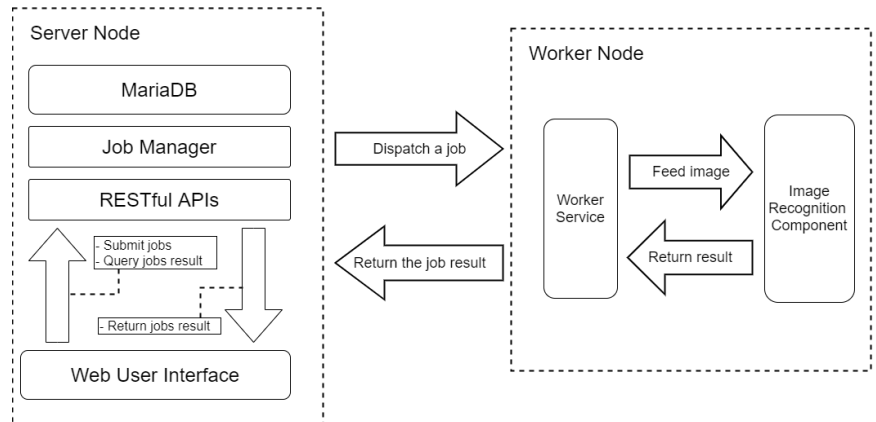 Server Node
MariaDB
Job Manager
RESTful APIs
- Submit jobs
- Query jobs result
- Return jobs result
Web User Interface
Dispatch a job
Return the job result
Worker Node
Worker
Service
Feed image
Return result
Image
Recognition
Component